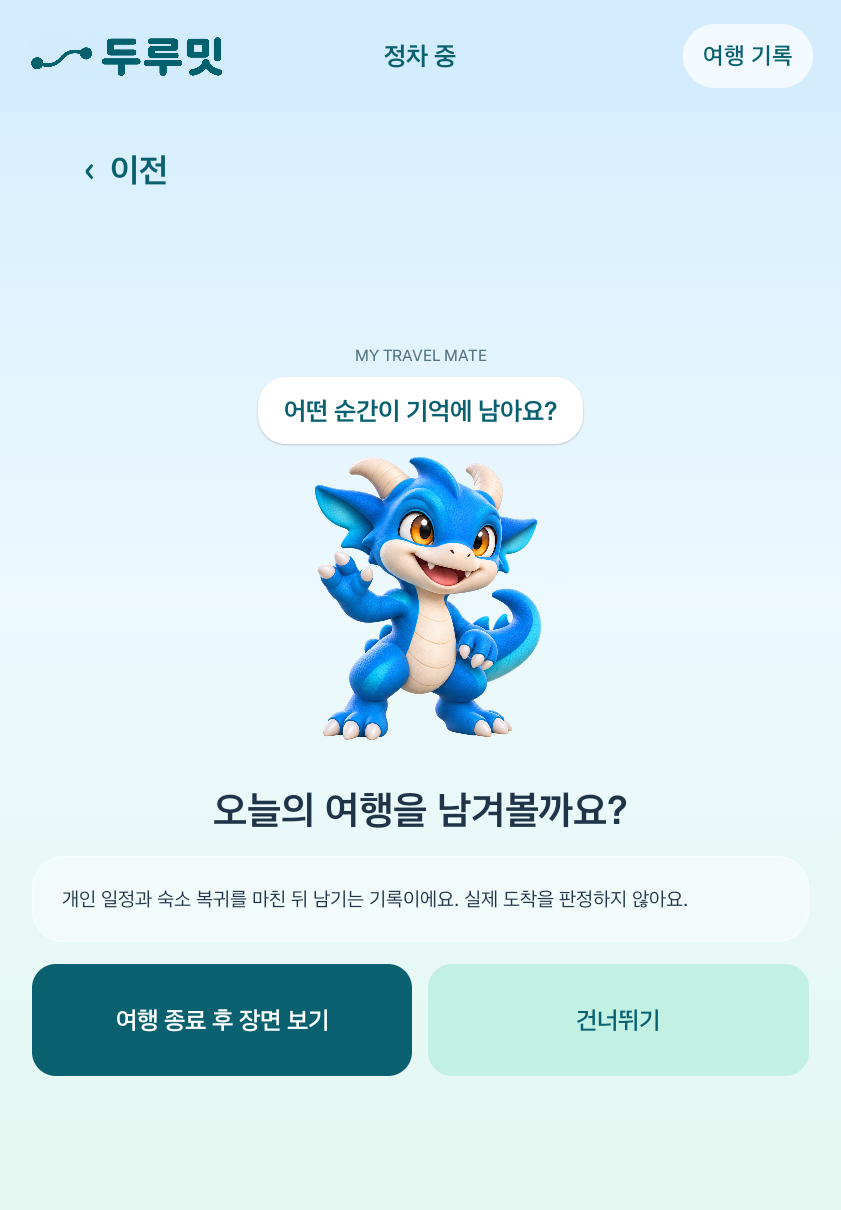 두루밋
정차 중
여행 기록
‹ 이전
MY TRAVEL MATE
어떤 순간이 기억에 남아요?
오늘의 여행을 남겨볼까요?
개인 일정과 숙소 복귀를 마친 뒤 남기는 기록이에요. 실제 도착을 판정하지 않아요.
여행 종료 후 장면 보기
건너뛰기